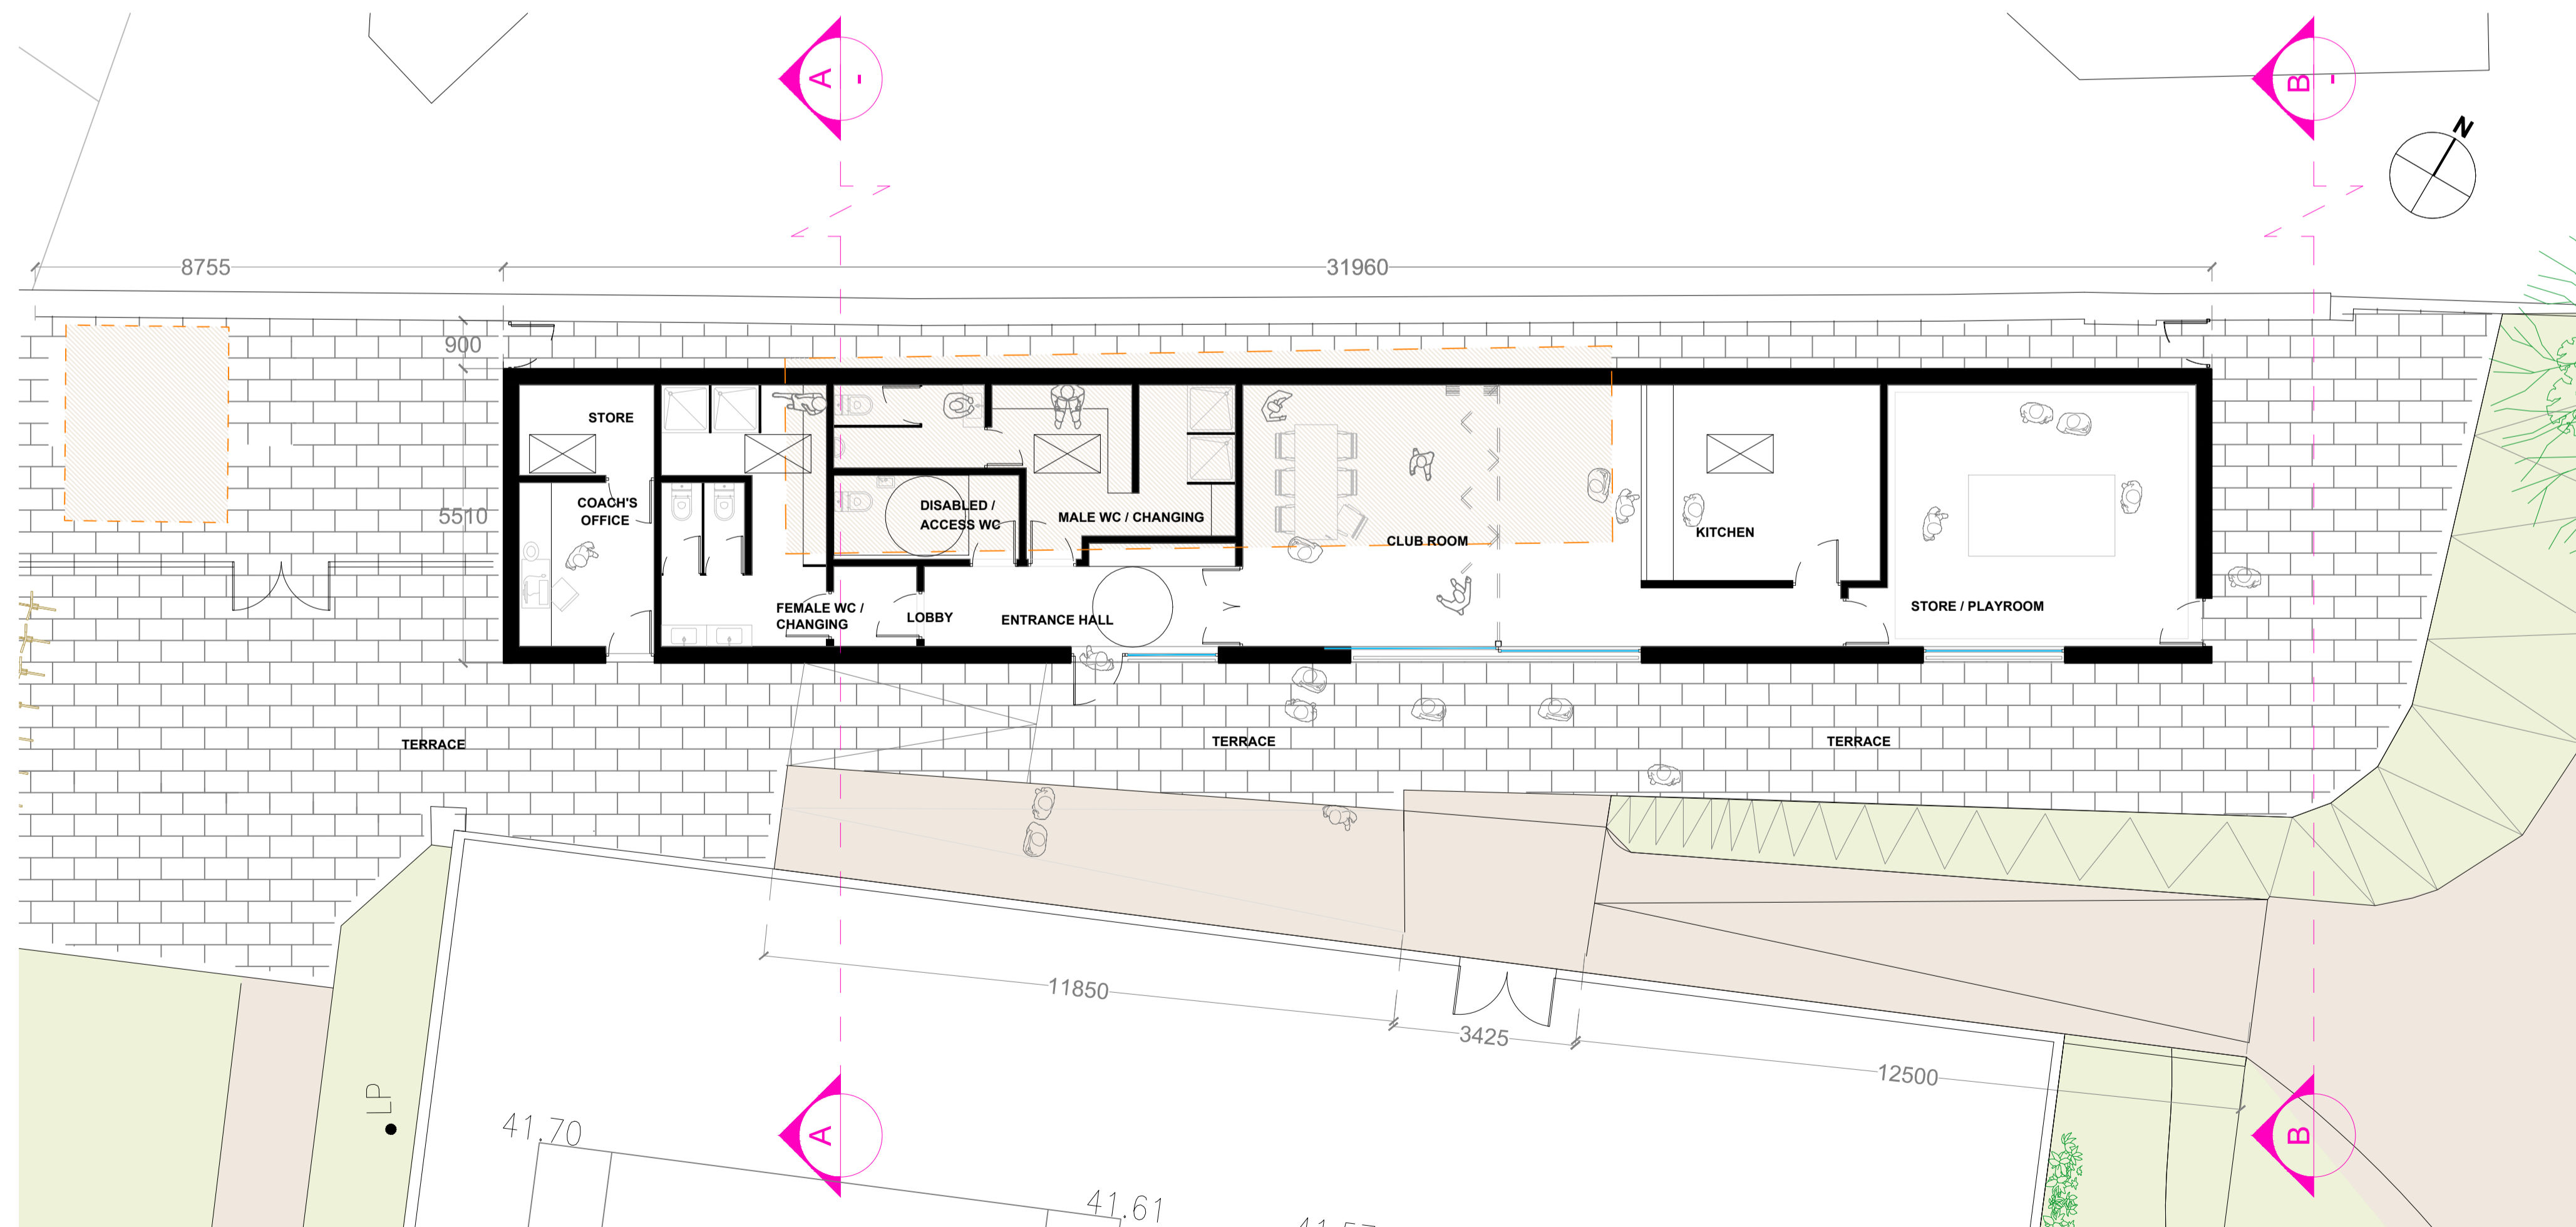 A
-
B
-
N
8755
31960
900
5510
STORE
COACH'S
OFFICE
DISABLED /
ACCESS WC
MALE WC / CHANGING
CLUB ROOM
KITCHEN
FEMALE WC /
CHANGING
LOBBY
ENTRANCE HALL
STORE / PLAYROOM
TERRACE
TERRACE
TERRACE
11850
3425
12500
LP
41.70
41.61
A
B